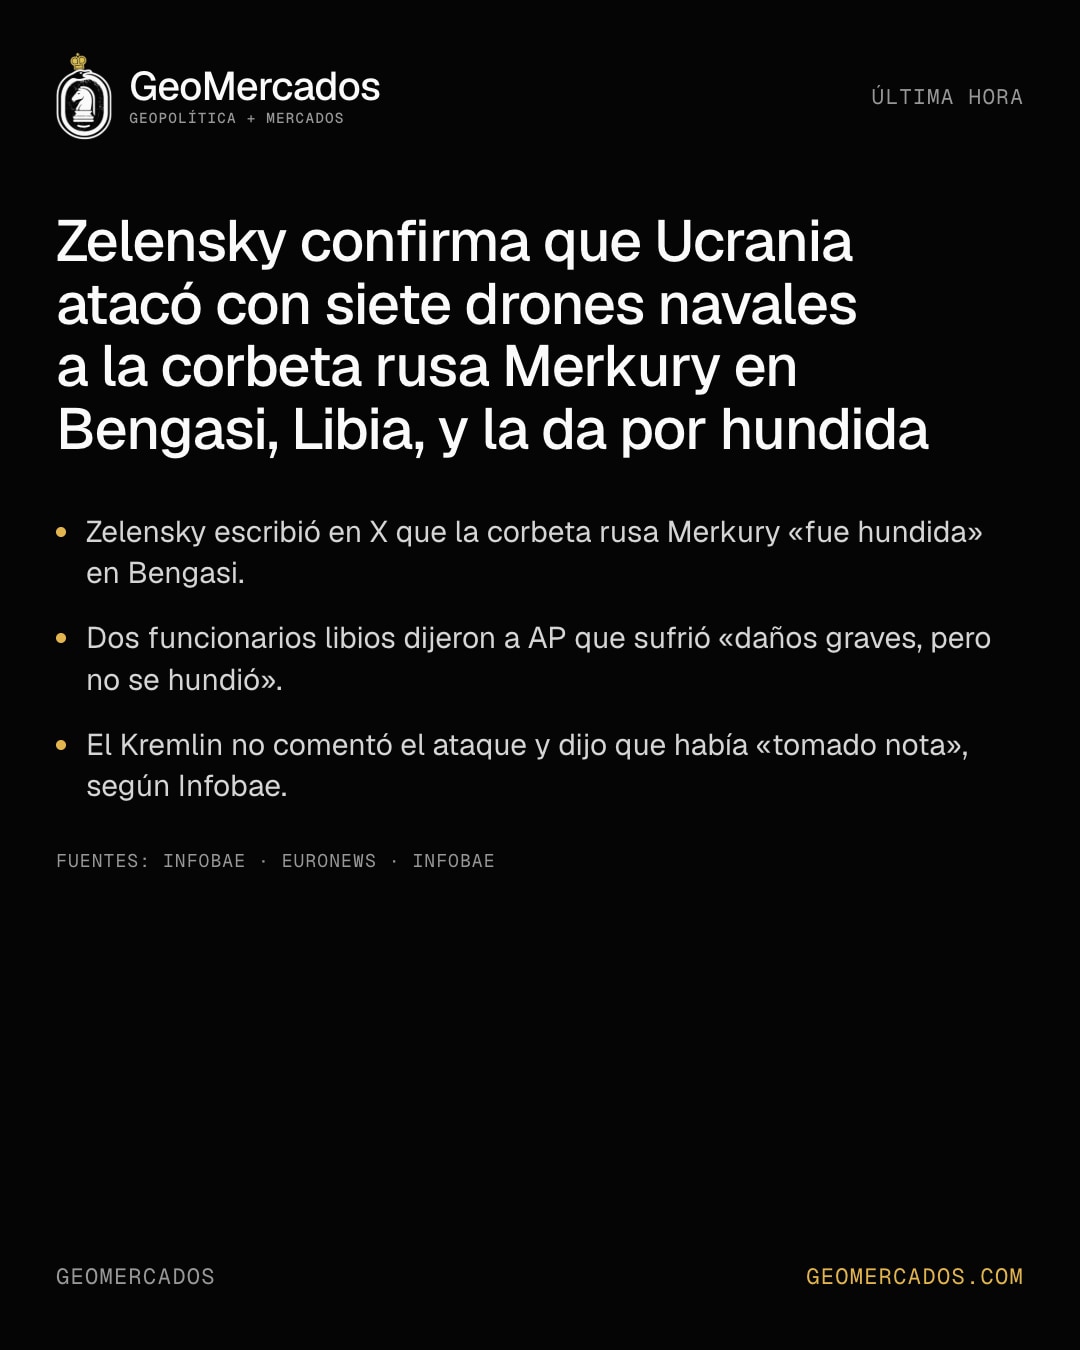 GeoMercados
GEOPOLÍTICA + MERCADOS
ÚLTIMA HORA
Zelensky confirma que Ucrania
atacó con siete drones navales
a la corbeta rusa Merkury en
Bengasi, Libia, y la da por hundida
• Zelensky escribió en X que la corbeta rusa Merkury «fue hundida»
en Bengasi.
• Dos funcionarios libios dijeron a AP que sufrió «daños graves, pero
no se hundió».
• El Kremlin no comentó el ataque y dijo que había «tomado nota»,
según Infobae.
FUENTES: INFOBAE · EURONEWS · INFOBAE
GEOMERCADOS
GEOMERCADOS.COM